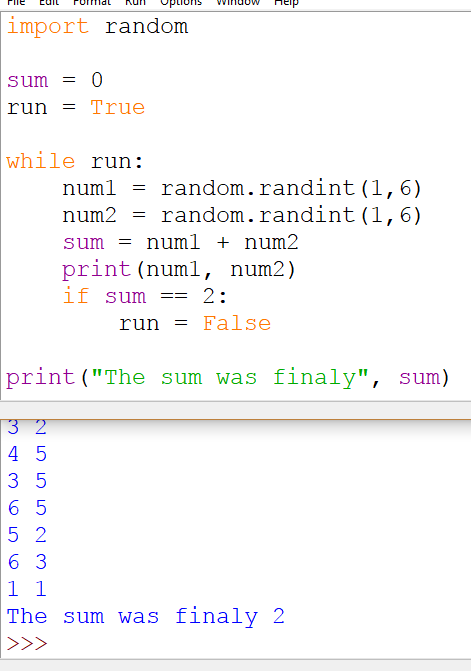 File Edit Format Run Options Window Help
import random
sum = 0
run = True
while run:
    num1 = random.randint(1,6)
    num2 = random.randint(1,6)
    sum = num1 + num2
    print(num1, num2)
    if sum == 2:
        run = False
print("The sum was finaly", sum)
3 2
4 5
3 5
6 5
5 2
6 3
1 1
The sum was finaly 2
>>>